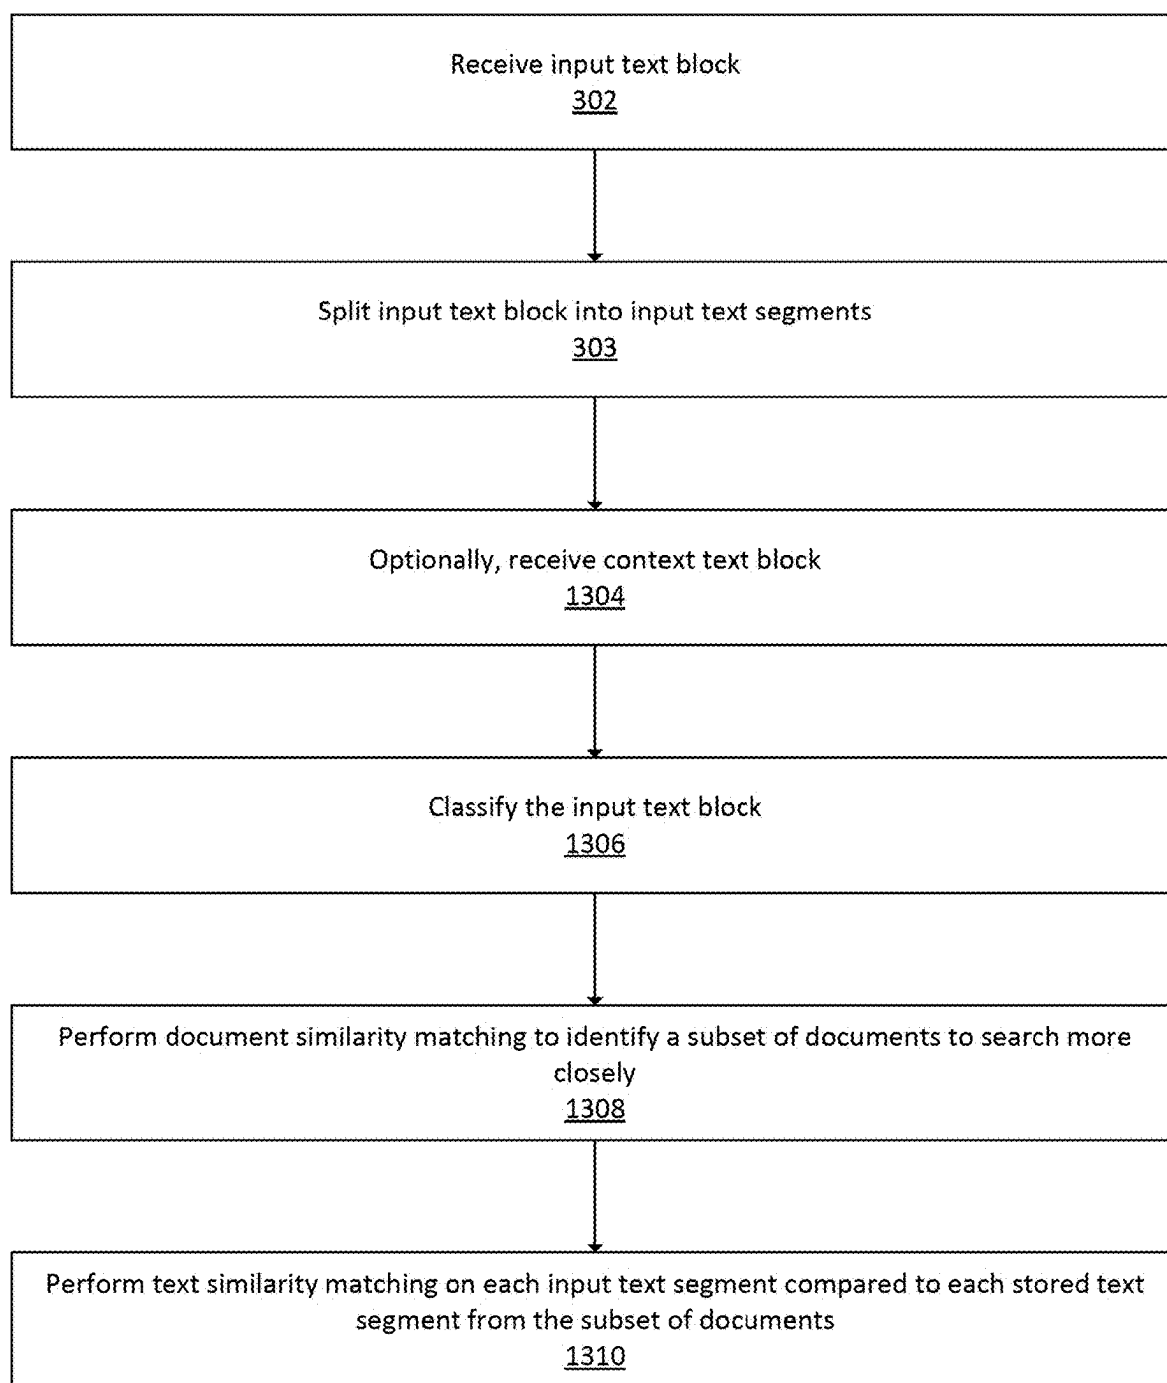 Receive input text block
302
Split input text block into input text segments
303
Optionally, receive context text block
1304
Classify the input text block
1306
Perform document similarity matching to identify a subset of documents to search more
closely
1308
Perform text similarity matching on each input text segment compared to each stored text
segment from the subset of documents
1310